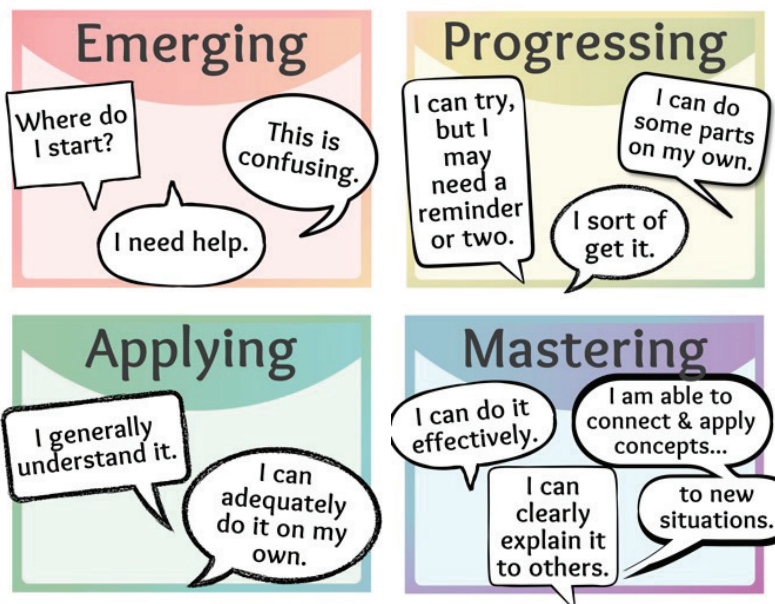 Emerging
Where do
I start?
This is
confusing.
I need help.
Progressing
I can try,
but I
may
need a
reminder
or two.
I can do
some parts
on my own.
I sort of
get it.
Applying
I generally
understand it.
I can
adequately
do it on my
own.
Mastering
I can do it
effectively.
I am able to
connect & apply
concepts...
to new
situations.
I can
clearly
explain it
to others.